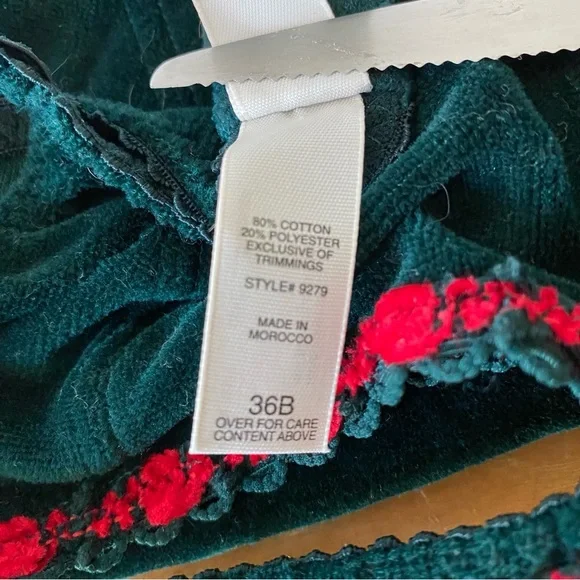 80% COTTON
20% POLYESTER
EXCLUSIVE OF
TRIMMINGS
STYLE# 9279
MADE IN
MOROCCO
36B
OVER FOR CARE
CONTENT ABOVE